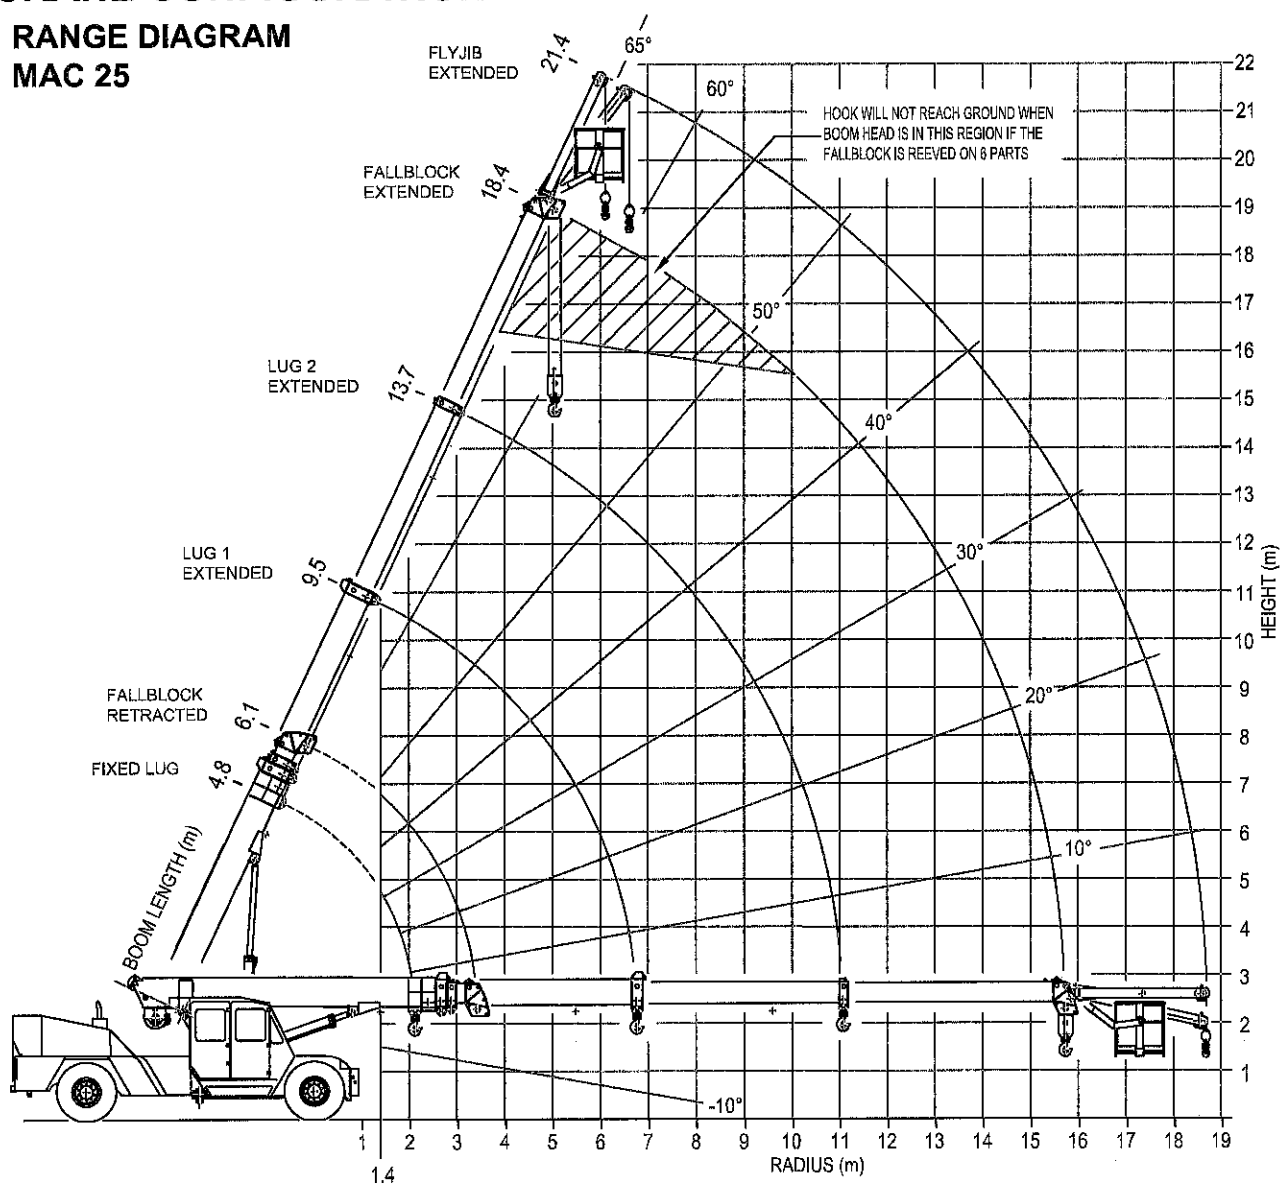 RANGE DIAGRAM
MAC 25
FLYJIB
EXTENDED
21.4
65°
60°
HOOK WILL NOT REACH GROUND WHEN
BOOM HEAD IS IN THIS REGION IF THE
FALLBLOCK IS REEVED ON 6 PARTS
FALLBLOCK
EXTENDED
18.4
50°
LUG 2
EXTENDED
13.7
40°
LUG 1
EXTENDED
9.5
30°
FALLBLOCK
RETRACTED
6.1
FIXED LUG
4.8
20°
10°
BOOM LENGTH (m)
-10°
22
21
20
19
18
17
16
15
14
13
12
11
10
9
8
7
6
5
4
3
2
1
HEIGHT (m)
1 2 3 4 5 6 7 8 9 10 11 12 13 14 15 16 17 18 19
1.4
RADIUS (m)